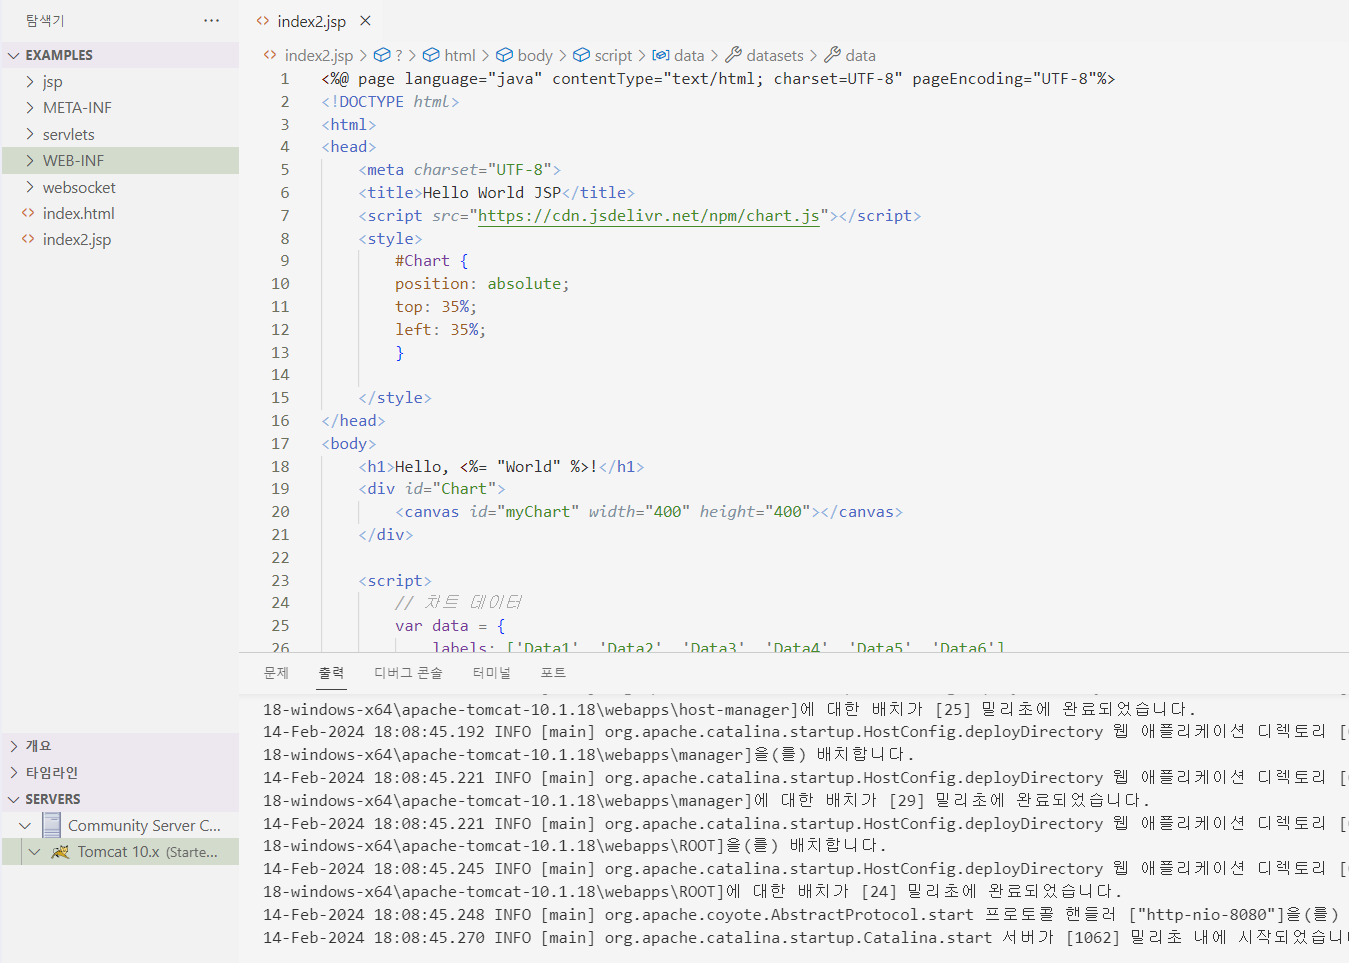 탐색기
EXAMPLES
jsp
META-INF
servlets
WEB-INF
websocket
index.html
index2.jsp
개요
타임라인
SERVERS
Community Server C...
Tomcat 10.x (Starte...
index2.jsp
index2.jsp > ? > html > body > script > data > datasets > data
1 <%@ page language="java" contentType="text/html; charset=UTF-8" pageEncoding="UTF-8"%>
2 <!DOCTYPE html>
3 <html>
4 <head>
5 <meta charset="UTF-8">
6 <title>Hello World JSP</title>
7 <script src="https://cdn.jsdelivr.net/npm/chart.js"></script>
8 <style>
9 #Chart {
10 position: absolute;
11 top: 35%;
12 left: 35%;
13 }
14
15 </style>
16 </head>
17 <body>
18 <h1>Hello, <%= "World" %>!</h1>
19 <div id="Chart">
20 <canvas id="myChart" width="400" height="400"></canvas>
21 </div>
22
23 <script>
24 // 차트 데이터
25 var data = {
26 labels: ['Data1', 'Data2', 'Data3', 'Data4', 'Data5', 'Data6']
문제 출력 디버그 콘솔 터미널 포트
18-windows-x64\apache-tomcat-10.1.18\webapps\host-manager]에 대한 배치가 [25] 밀리초에 완료되었습니다.
14-Feb-2024 18:08:45.192 INFO [main] org.apache.catalina.startup.HostConfig.deployDirectory 웹 애플리케이션 디렉토리 [
18-windows-x64\apache-tomcat-10.1.18\webapps\manager]을(를) 배치합니다.
14-Feb-2024 18:08:45.221 INFO [main] org.apache.catalina.startup.HostConfig.deployDirectory 웹 애플리케이션 디렉토리 [
18-windows-x64\apache-tomcat-10.1.18\webapps\manager]에 대한 배치가 [29] 밀리초에 완료되었습니다.
14-Feb-2024 18:08:45.221 INFO [main] org.apache.catalina.startup.HostConfig.deployDirectory 웹 애플리케이션 디렉토리 [
18-windows-x64\apache-tomcat-10.1.18\webapps\ROOT]을(를) 배치합니다.
14-Feb-2024 18:08:45.245 INFO [main] org.apache.catalina.startup.HostConfig.deployDirectory 웹 애플리케이션 디렉토리 [
18-windows-x64\apache-tomcat-10.1.18\webapps\ROOT]에 대한 배치가 [24] 밀리초에 완료되었습니다.
14-Feb-2024 18:08:45.248 INFO [main] org.apache.coyote.AbstractProtocol.start 프로토콜 핸들러 ["http-nio-8080"]을(를)
14-Feb-2024 18:08:45.270 INFO [main] org.apache.catalina.startup.Catalina.start 서버가 [1062] 밀리초 내에 시작되었습니